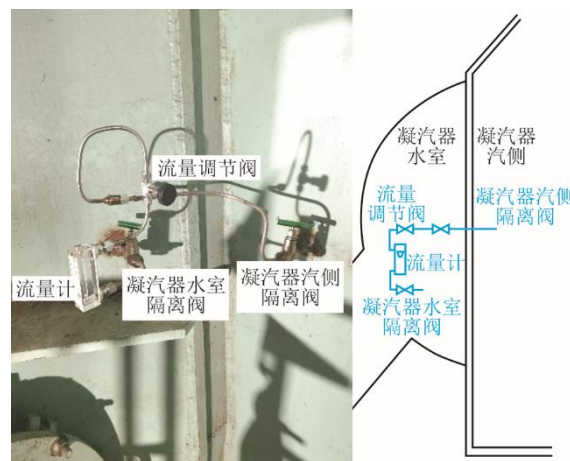 流量调节阀
流量计
凝汽器水室
隔离阀
凝汽器汽侧
隔离阀
凝汽器
水室
凝汽器
汽侧
流量
调节阀
凝汽器汽侧
隔离阀
流量计
凝汽器水室
隔离阀